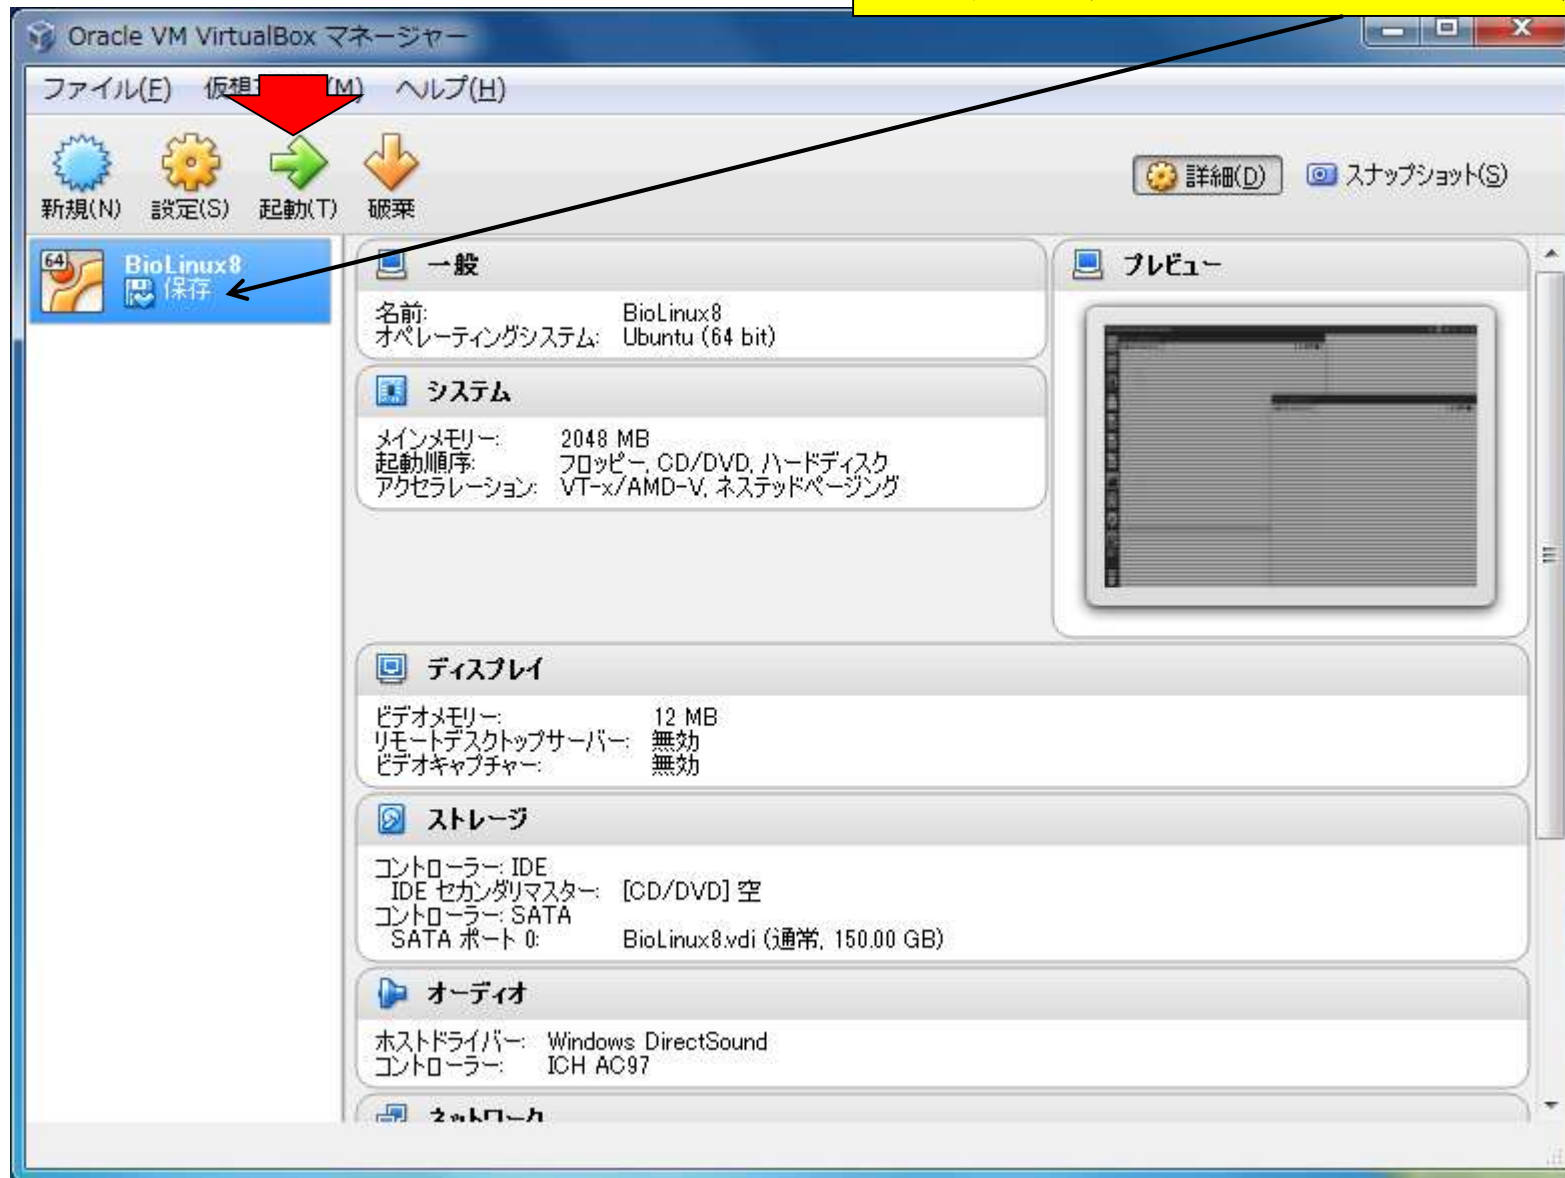 Oracle VM VirtualBox マネージャー
ファイル(F) 仮想 (M) ヘルプ(H)
新規(N) 設定(S) 起動(T) 破棄
詳細(D) スナップショット(S)
64
BioLinux8
保存
一般
名前: BioLinux8
オペレーティングシステム: Ubuntu (64 bit)
プレビュー
システム
メインメモリー: 2048 MB
起動順序: フロッピー, CD/DVD, ハードディスク
アクセラレーション: VT-x/AMD-V, ネステッドページング
ディスプレイ
ビデオメモリー: 12 MB
リモートデスクトップサーバー: 無効
ビデオキャプチャー: 無効
ストレージ
コントローラー: IDE
IDE セカンダリマスター: [CD/DVD] 空
コントローラー: SATA
SATA ポート 0: BioLinux8.vdi (通常, 150.00 GB)
オーディオ
ホストドライバー: Windows DirectSound
コントローラー: ICH AC97
ネットワーク